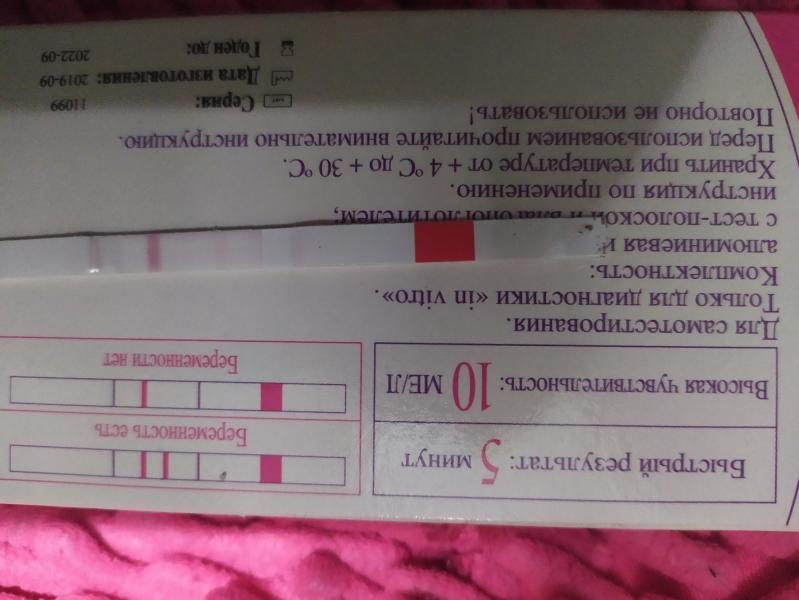 Быстрый результат: 5 минут
Высокая чувствительность: 10 МЕ/Л
Беременность есть
Беременности нет
Для самотестирования.
Только для диагностики «in vitro».
Комплектность:
алюминиевая
с тест-полоской и влагопоглотителем;
инструкция по применению.
Хранить при температуре от + 4 °C до + 30 °C.
Перед использованием прочитайте внимательно инструкцию.
Повторно не использовать!
LOT Серия: 11099
Дата изготовления: 2019-09
Годен до: 2022-09